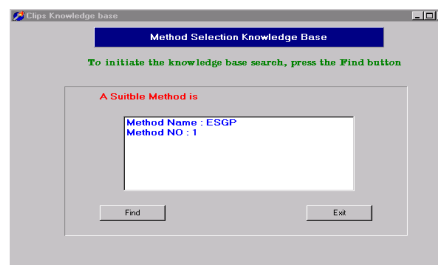 Clips Knowledge base
Method Selection Knowledge Base
To initiate the knowledge base search, press the Find button
A Suitble Method is
Method Name : ESGP
Method NO : 1
Find
Exit